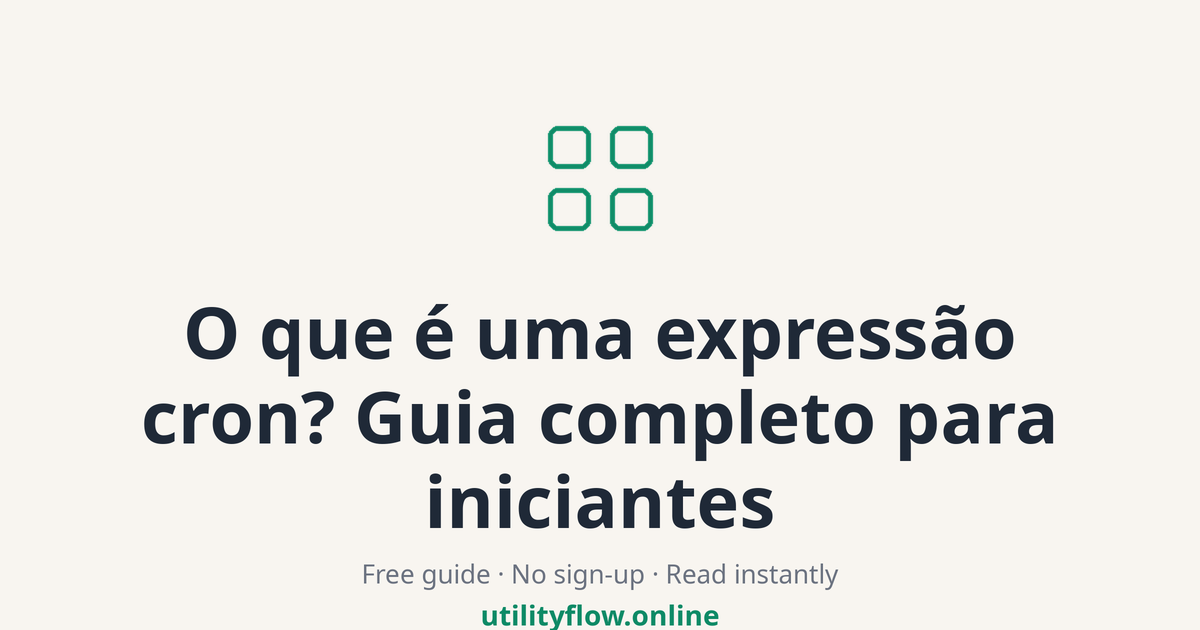 O que é uma expressão
cron? Guia completo para
iniciantes
Free guide · No sign-up · Read instantly
utilityflow.online